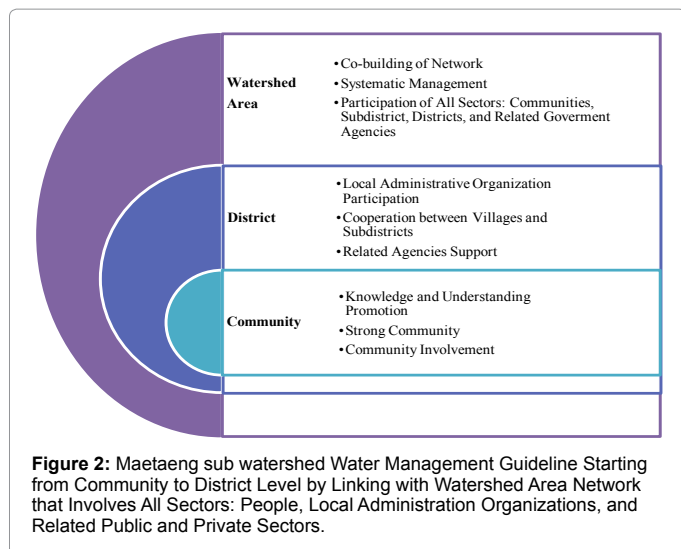 Watershed
Area
•Co-building of Network
•Systematic Management
•Participation of All Sectors: Communities,
Subdistrict, Districts, and Related Goverment
Agencies
District
•Local Administrative Organization
Participation
•Cooperation between Villages and
Subdistricts
•Related Agencies Support
Community
•Knowledge and Understanding
Promotion
•Strong Community
•Community Involvement
Figure 2: Maetaeng sub watershed Water Management Guideline Starting
from Community to District Level by Linking with Watershed Area Network
that Involves All Sectors: People, Local Administration Organizations, and
Related Public and Private Sectors.